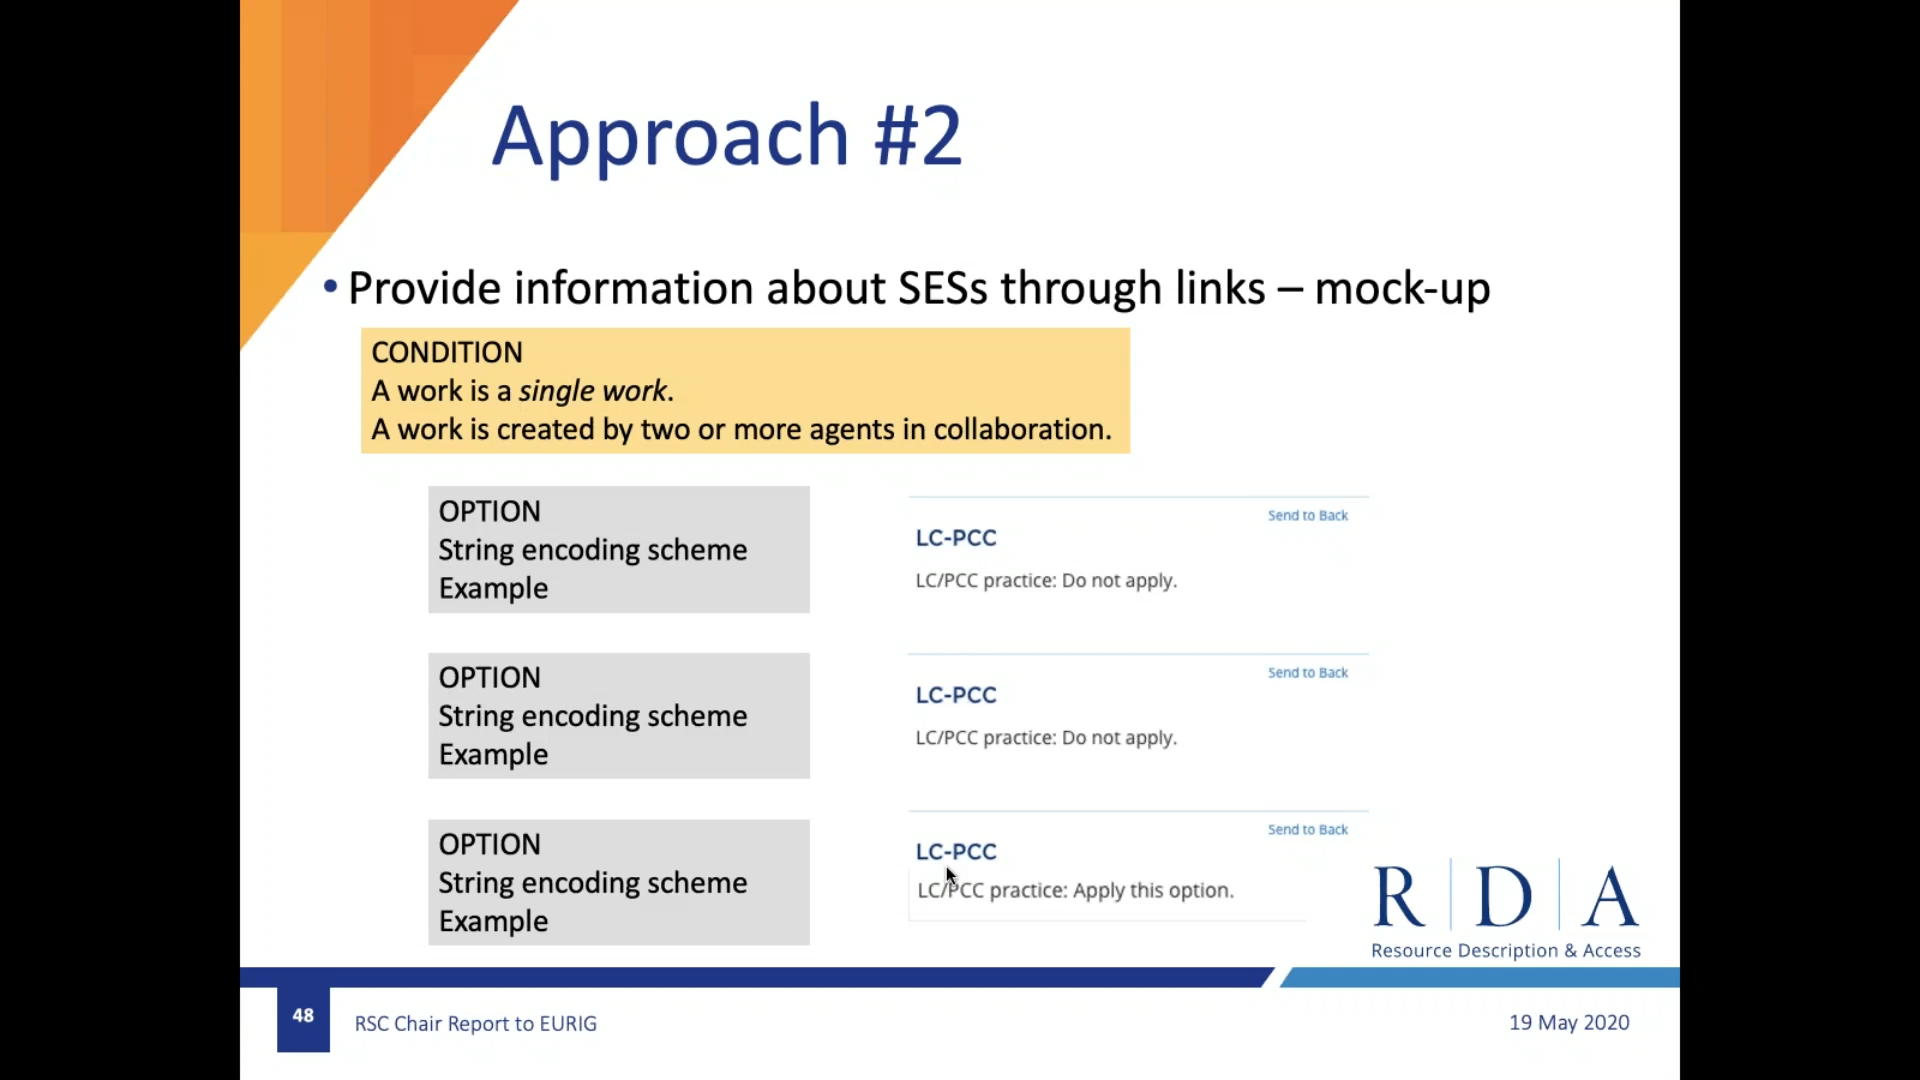 Approach #2
• Provide information about SESs through links – mock-up
CONDITION
A work is a single work.
A work is created by two or more agents in collaboration.
OPTION
String encoding scheme
Example
Send to Back
LC-PCC
LC/PCC practice: Do not apply.
OPTION
String encoding scheme
Example
Send to Back
LC-PCC
LC/PCC practice: Do not apply.
OPTION
String encoding scheme
Example
Send to Back
LC-PCC
LC/PCC practice: Apply this option.
R D A
Resource Description & Access
48
RSC Chair Report to EURIG
19 May 2020